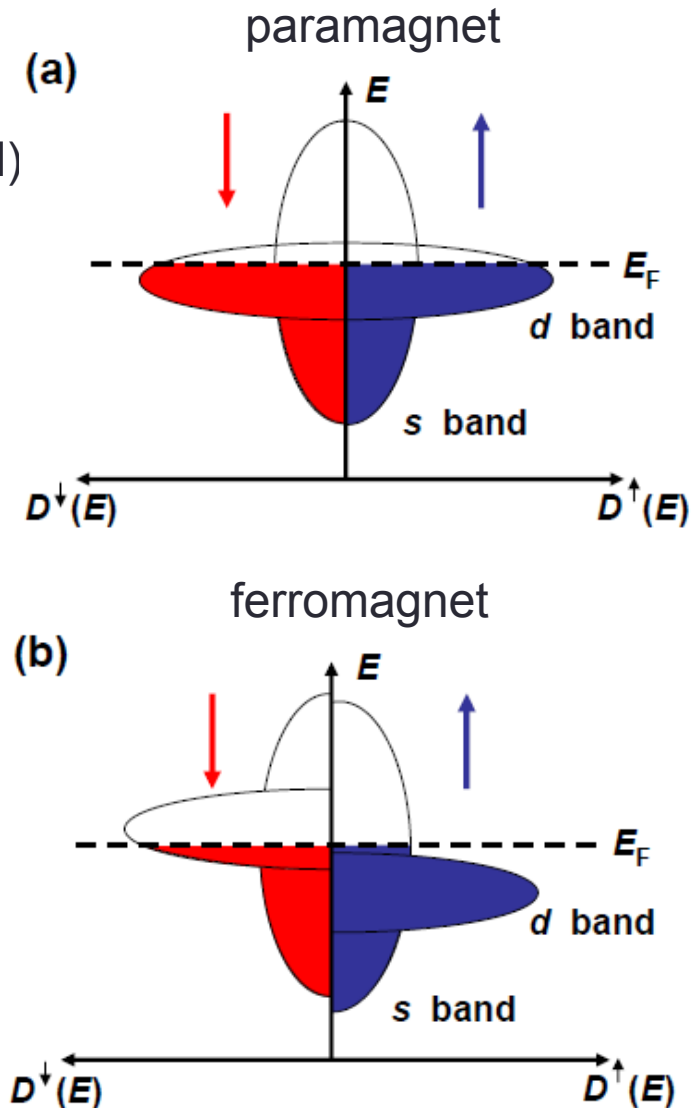 paramagnet
(a)
E
l)
E_F
d band
s band
D↓(E)
D↑(E)
ferromagnet
(b)
E
E_F
d band
s band
D↓(E)
D↑(E)